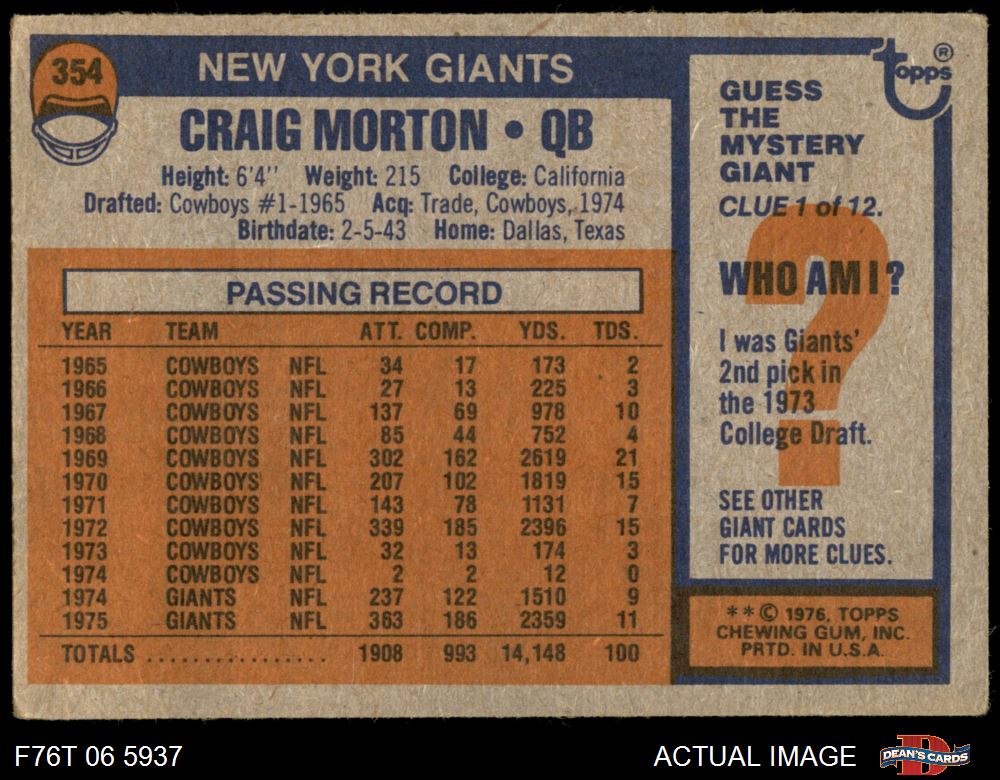 354
NEW YORK GIANTS
CRAIG MORTON • QB
Height: 6'4'' Weight: 215 College: California
Drafted: Cowboys #1-1965 Acq: Trade, Cowboys, 1974
Birthdate: 2-5-43 Home: Dallas, Texas
PASSING RECORD
YEAR TEAM ATT. COMP. YDS. TDS.
1965 COWBOYS NFL 34 17 173 2
1966 COWBOYS NFL 27 13 225 3
1967 COWBOYS NFL 137 69 978 10
1968 COWBOYS NFL 85 44 752 4
1969 COWBOYS NFL 302 162 2619 21
1970 COWBOYS NFL 207 102 1819 15
1971 COWBOYS NFL 143 78 1131 7
1972 COWBOYS NFL 339 185 2396 15
1973 COWBOYS NFL 32 13 174 3
1974 COWBOYS NFL 2 2 12 0
1974 GIANTS NFL 237 122 1510 9
1975 GIANTS NFL 363 186 2359 11
TOTALS ................ 1908 993 14,148 100
topps ®
GUESS
THE
MYSTERY
GIANT
CLUE 1 of 12.
?
WHO AM I?
I was Giants'
2nd pick in
the 1973
College Draft.
SEE OTHER
GIANT CARDS
FOR MORE CLUES.
**© 1976, TOPPS
CHEWING GUM, INC.
PRTD. IN U.S.A.
F76T 06 5937
ACTUAL IMAGE
D
DEAN'S CARDS